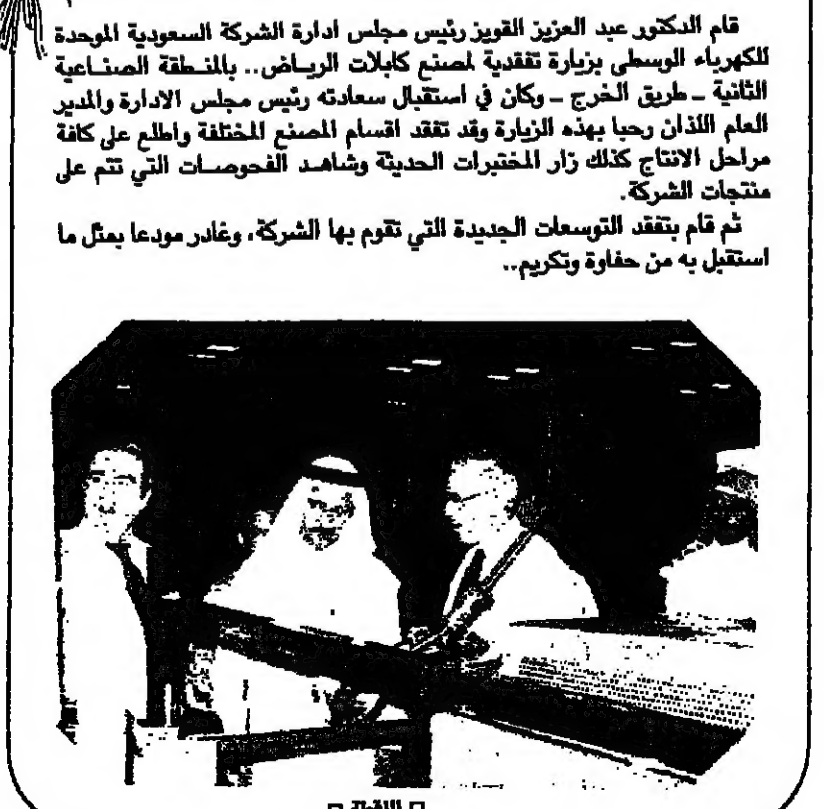 قام الدكتور عبد العزيز القويز رئيس مجلس ادارة الشركة السعودية الموحدة
للكهرباء الوسطى بزيارة تفقدية لمصنع كابلات الرياض.. بالمنطقة الصناعية
الثانية ـ طريق الخرج ـ وكان في استقبال سعادته رئيس مجلس الادارة والمدير
العام اللذان رحبا بهذه الزيارة وقد تفقد اقسام المصنع المختلفة واطلع على كافة
مراحل الانتاج كذلك زار المختبرات الحديثة وشاهد الفحوصات التي تتم على
منتجات الشركة.
ثم قام بتفقد التوسعات الجديدة التي تقوم بها الشركة، وغادر مودعا بمثل ما
استقبل به من حفاوة وتكريم..